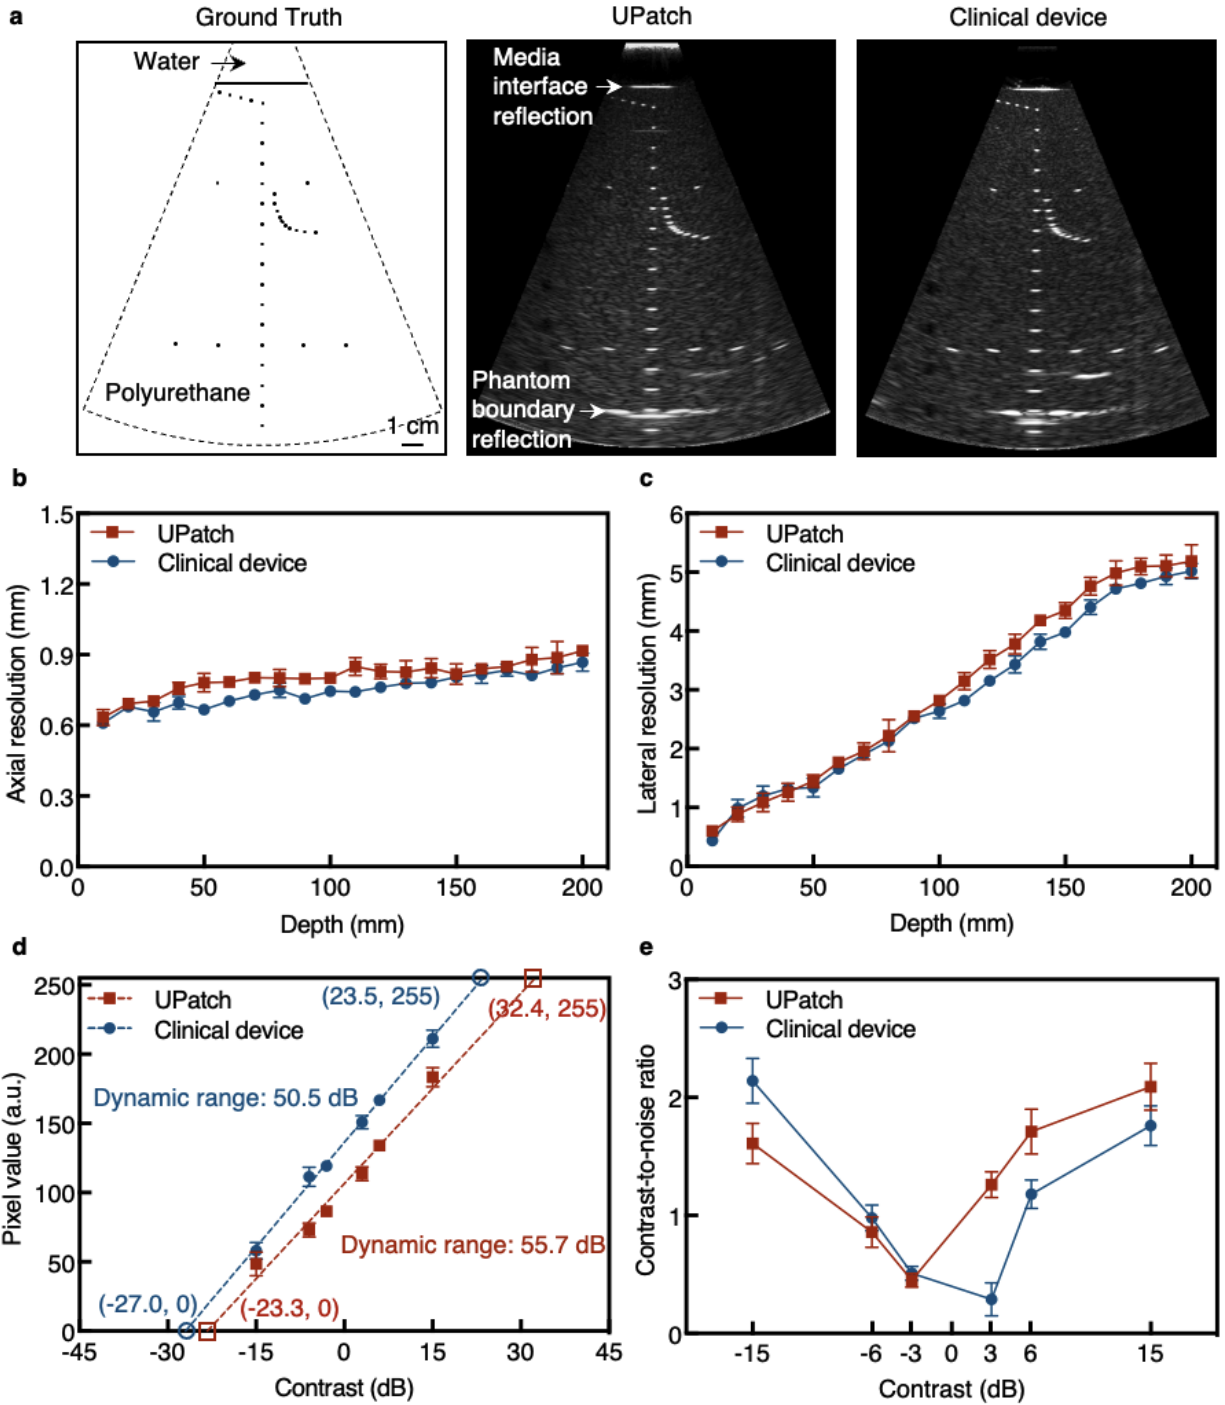 a
Ground Truth
UPatch
Clinical device
Water
Media
interface
reflection
Polyurethane
1 cm
Phantom
boundary
reflection
b
1.5
1.2
0.9
0.6
0.3
0.0
Axial resolution (mm)
UPatch
Clinical device
0 50 100 150 200
Depth (mm)
c
6
5
4
3
2
1
0
Lateral resolution (mm)
UPatch
Clinical device
0 50 100 150 200
Depth (mm)
d
250
200
150
100
50
0
Pixel value (a.u.)
UPatch
Clinical device
(23.5, 255)
(32.4, 255)
Dynamic range: 50.5 dB
Dynamic range: 55.7 dB
(-27.0, 0)
(-23.3, 0)
-45 -30 -15 0 15 30 45
Contrast (dB)
e
3
2
1
0
Contrast-to-noise ratio
UPatch
Clinical device
-15 -6 -3 0 3 6 15
Contrast (dB)